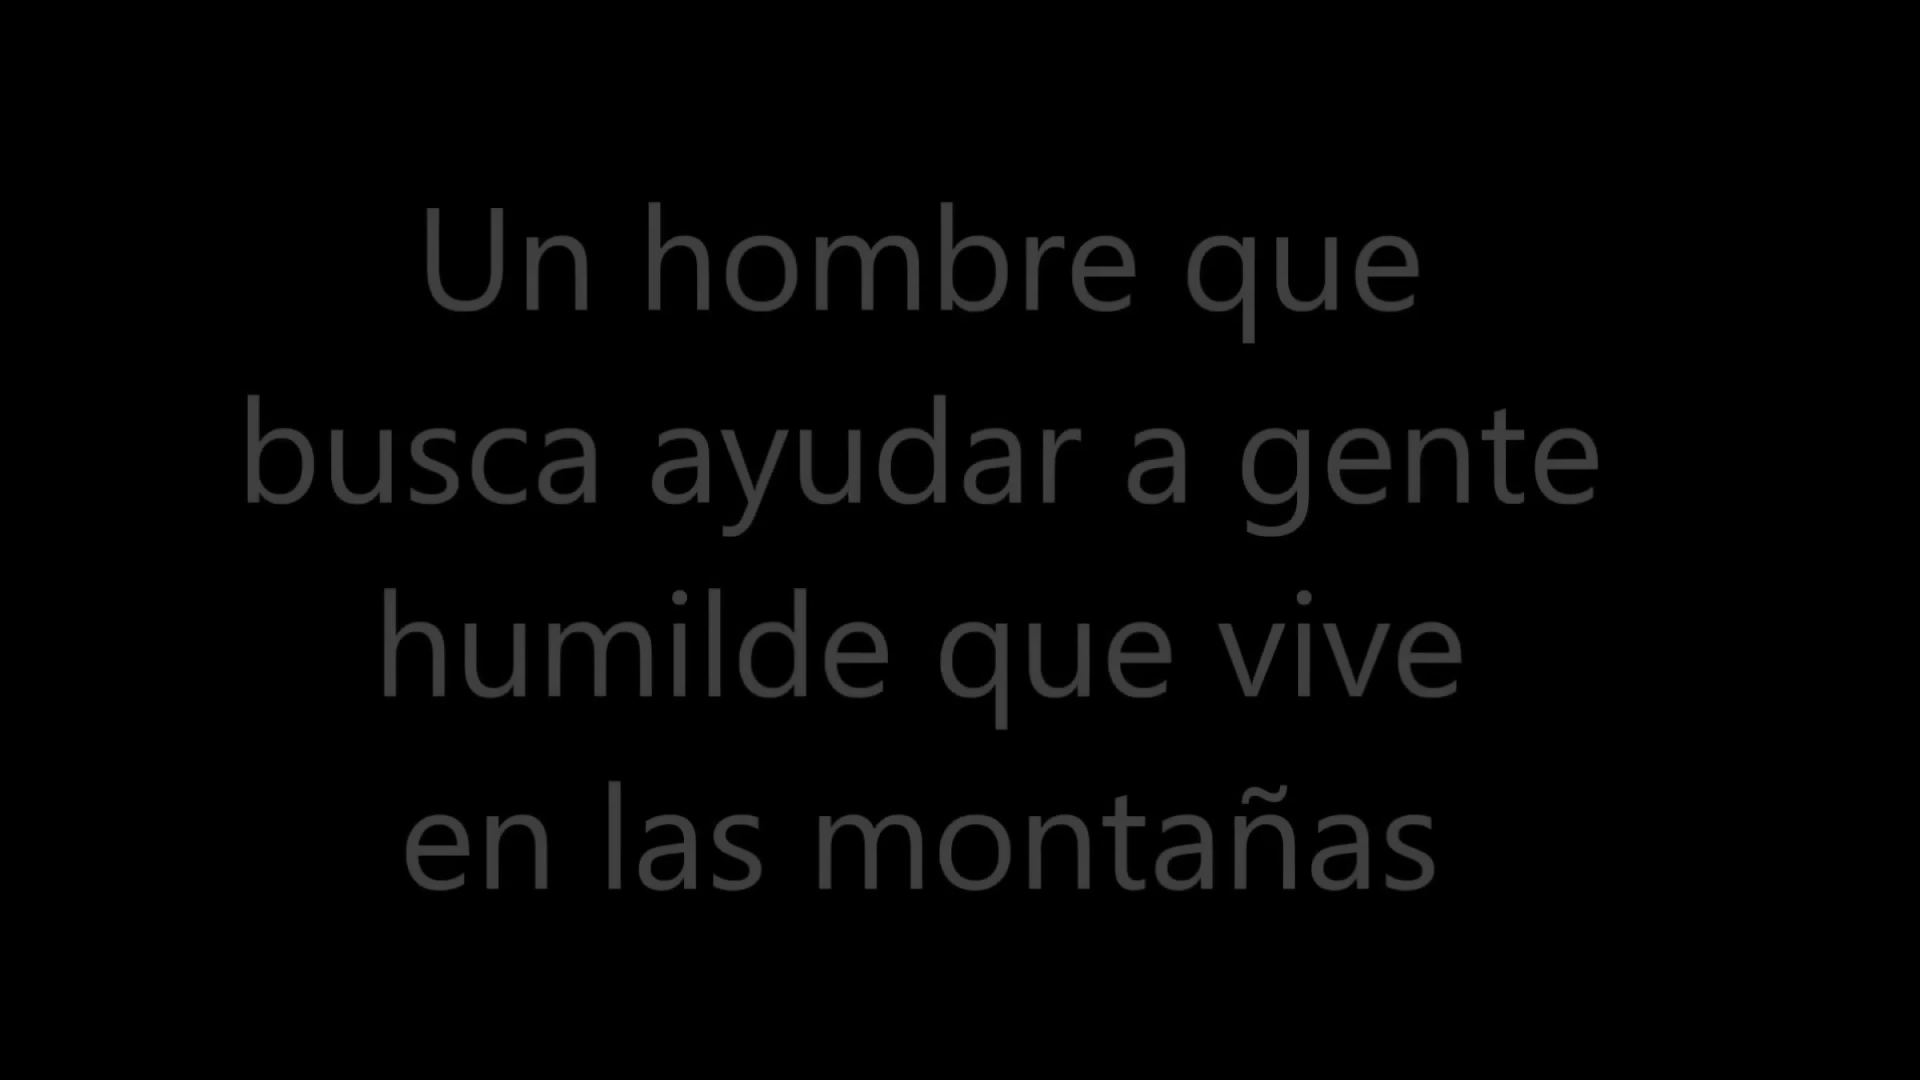 Un hombre que
busca ayudar a gente
humilde que vive
en las montañas